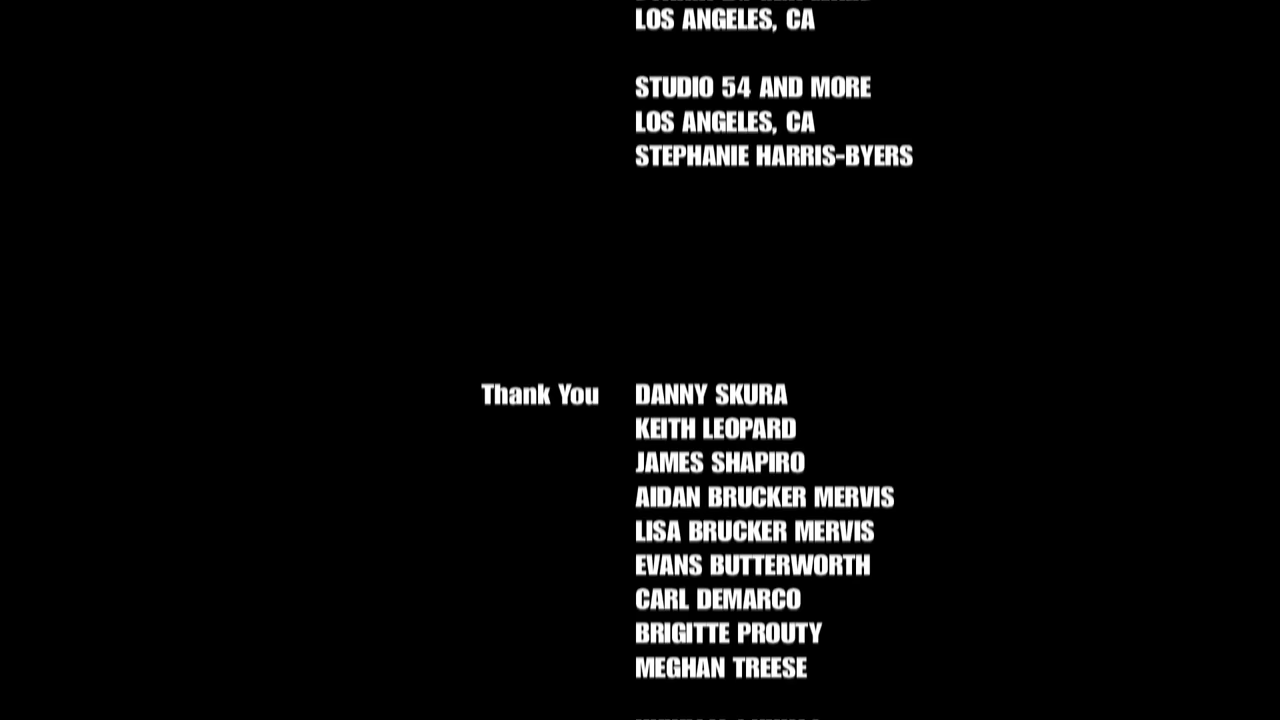 LOS ANGELES, CA
STUDIO 54 AND MORE
LOS ANGELES, CA
STEPHANIE HARRIS-BYERS
Thank You DANNY SKURA
KEITH LEOPARD
JAMES SHAPIRO
AIDAN BRUCKER MERVIS
LISA BRUCKER MERVIS
EVANS BUTTERWORTH
CARL DEMARCO
BRIGITTE PROUTY
MEGHAN TREESE